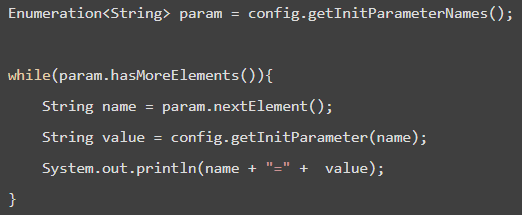 Enumeration<String> param = config.getInitParameterNames();
while(param.hasMoreElements()){
String name = param.nextElement();
String value = config.getInitParameter(name);
System.out.println(name + "=" +  value);
}